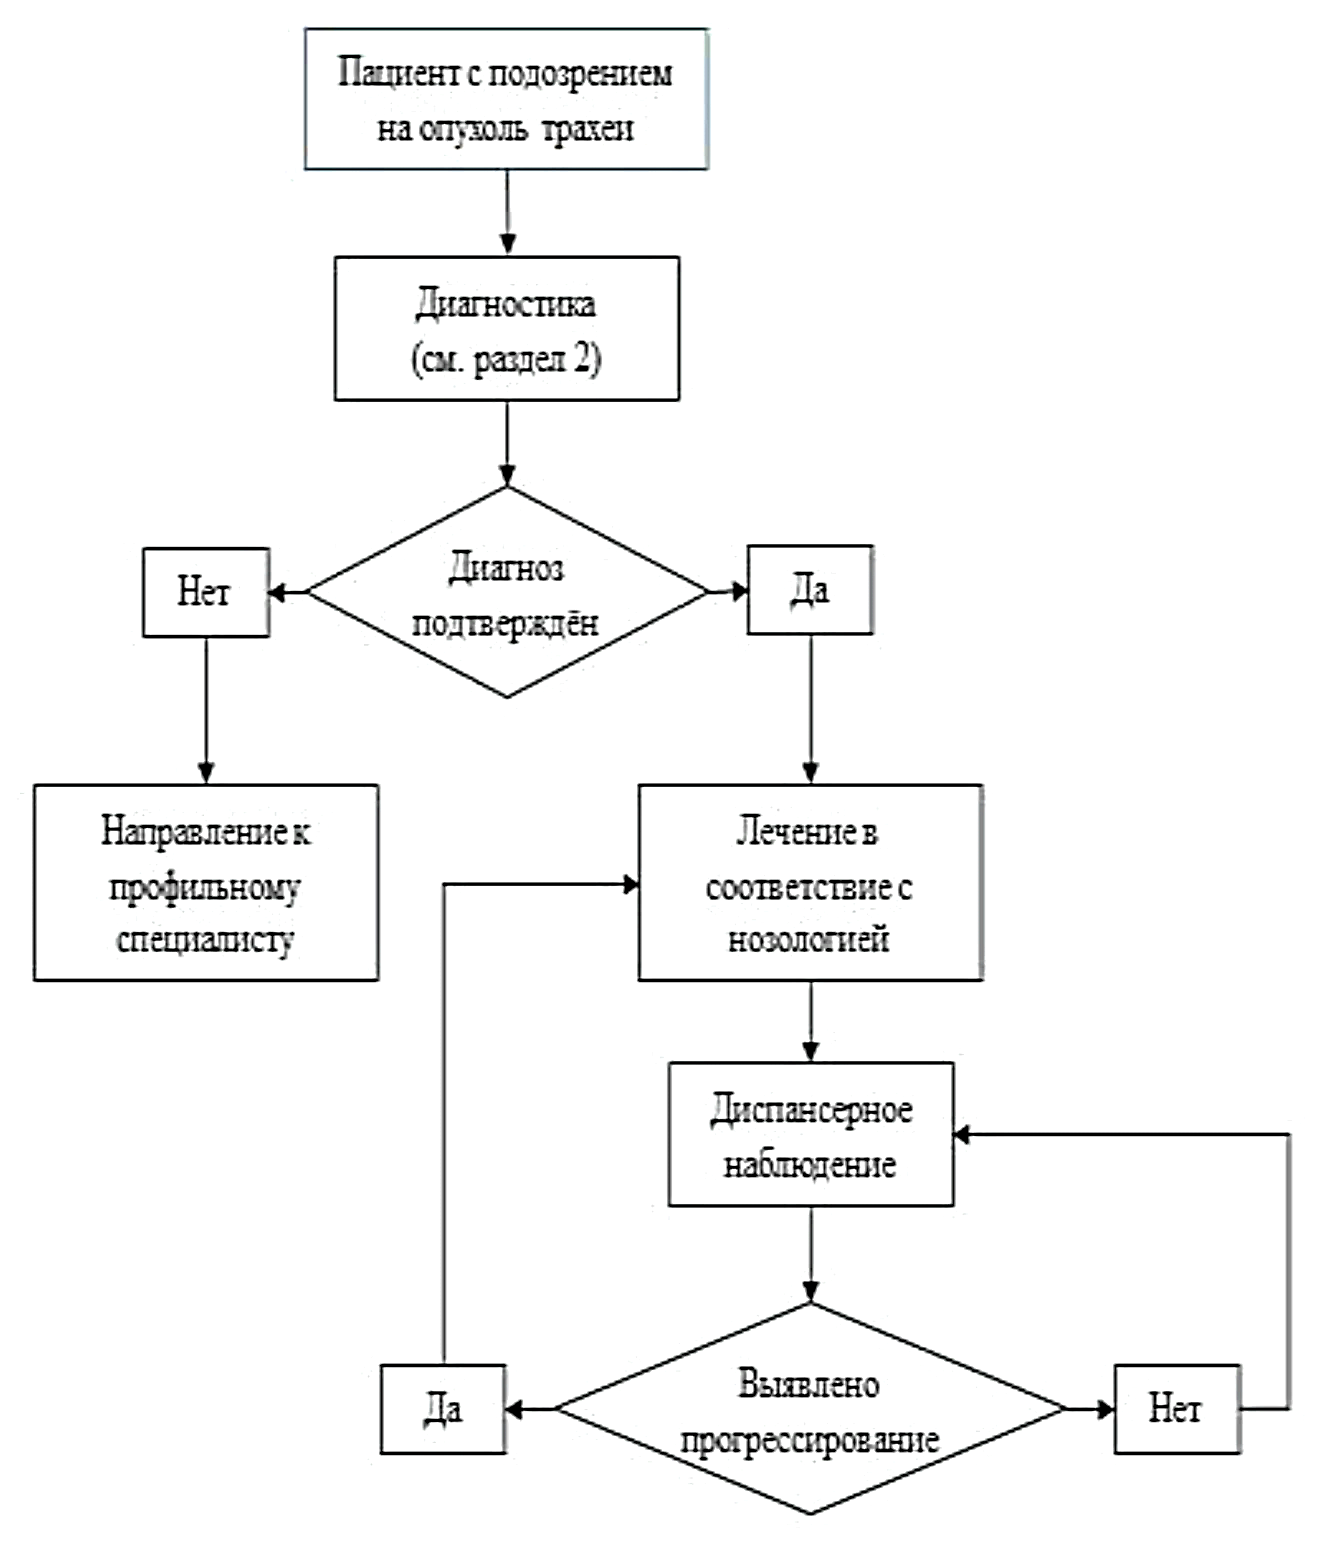 Пациент с подозрением
на опухоль трахеи
Диагностика
(см. раздел 2)
Диагноз
подтверждён
Нет
Да
Направление к
профильному
специалисту
Лечение в
соответствие с
нозологией
Диспансерное
наблюдение
Выявлено
прогрессирование
Да
Нет